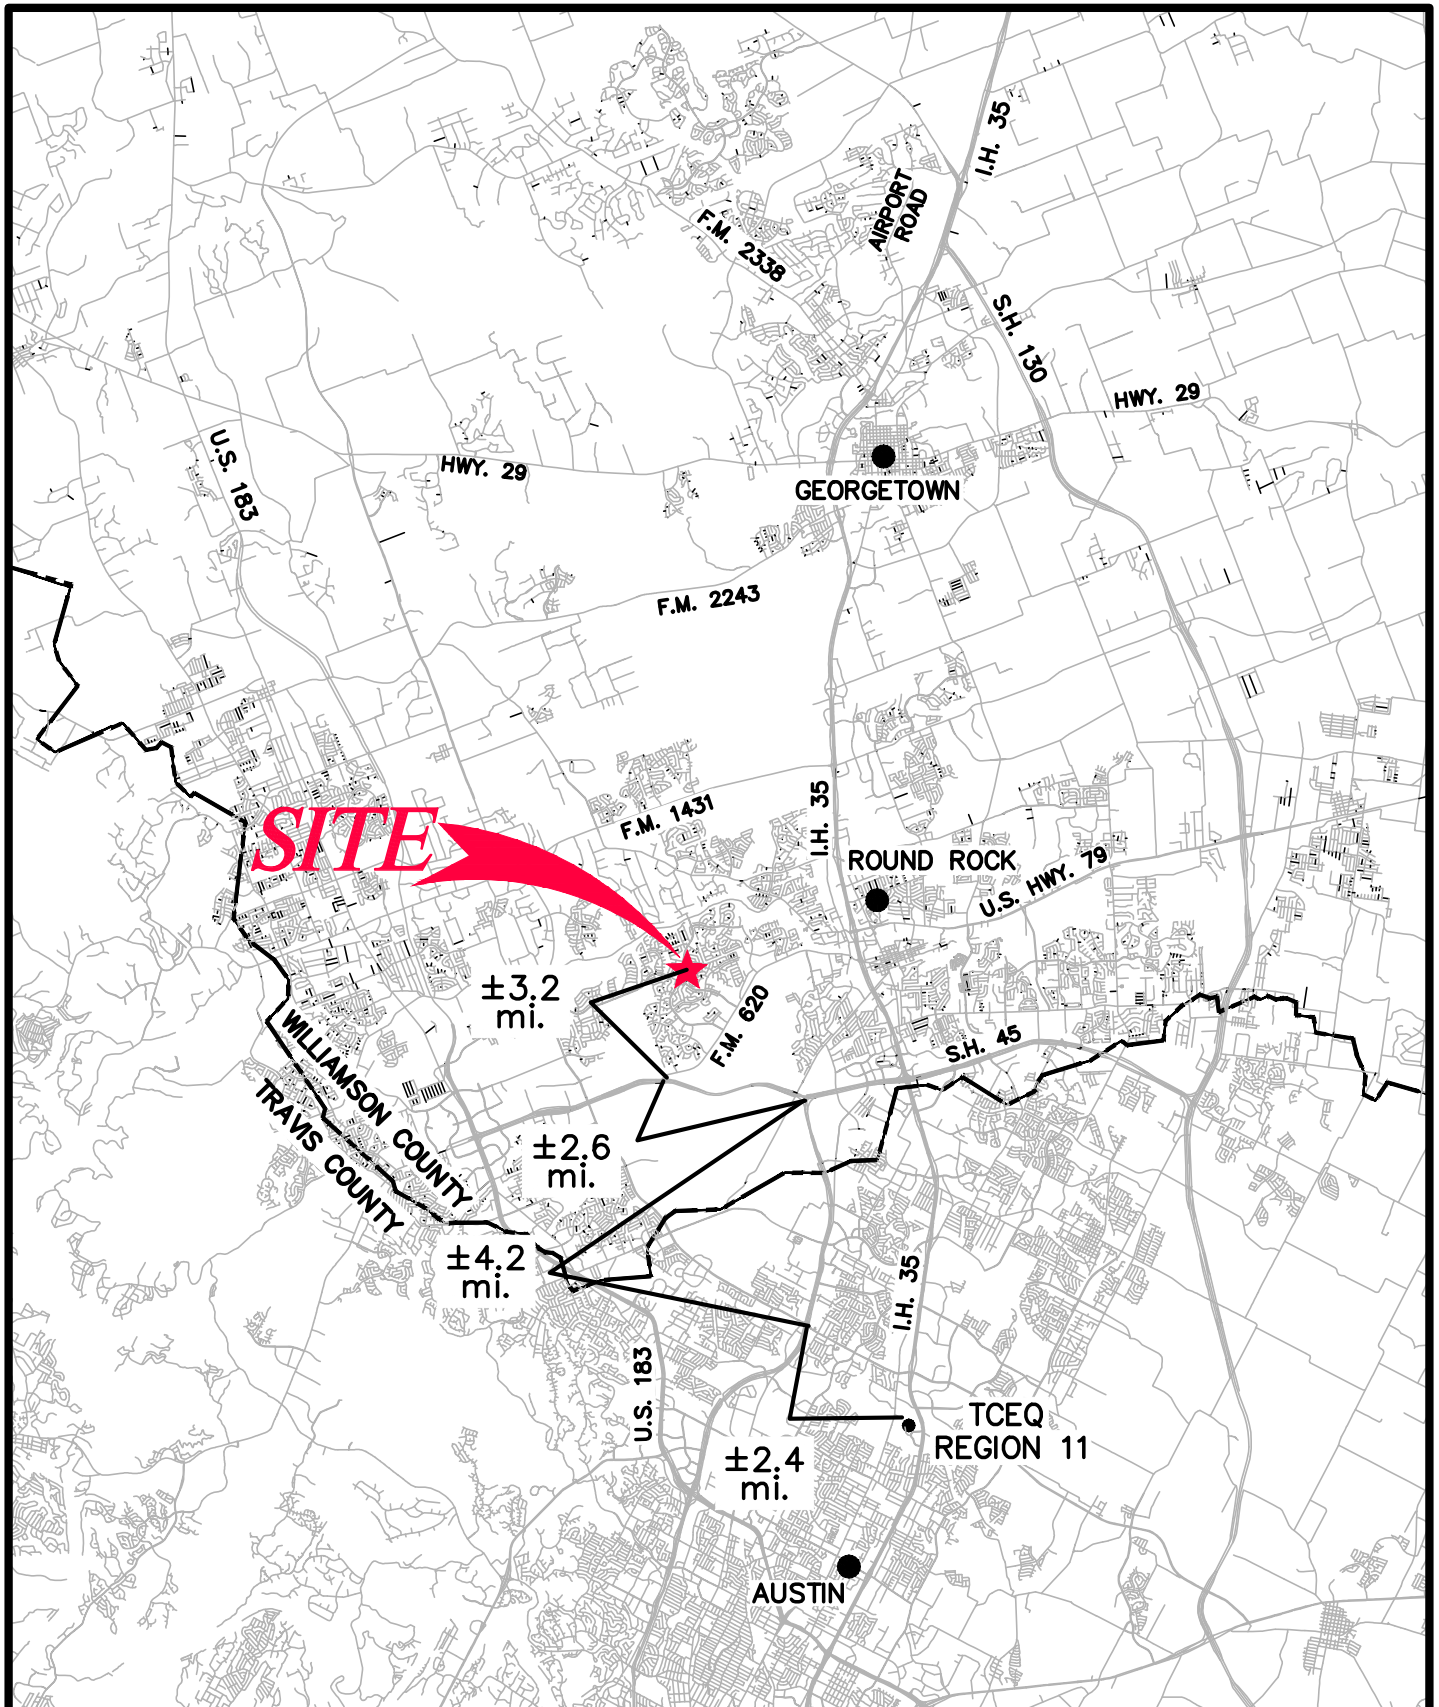 I.H. 35
AIRPORT
ROAD
F.M. 2338
S.H. 130
HWY. 29
U.S. 183
HWY. 29
GEORGETOWN
F.M. 2243
F.M. 1431
I.H. 35
SITE
ROUND ROCK
U.S. HWY. 79
±3.2
mi.
F.M. 620
S.H. 45
WILLIAMSON COUNTY
TRAVIS COUNTY
±2.6
mi.
±4.2
mi.
I.H. 35
U.S. 183
TCEQ
REGION 11
±2.4
mi.
AUSTIN